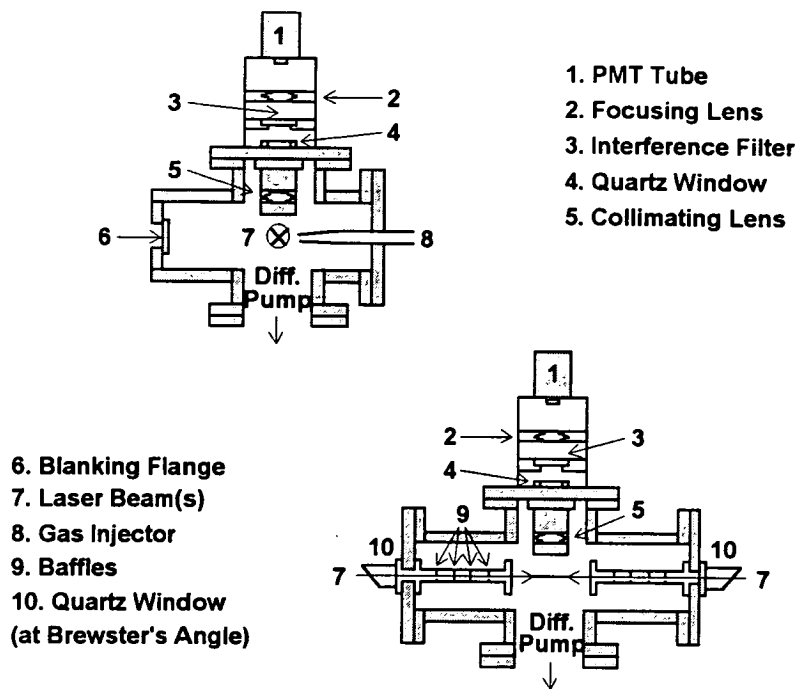 1
2
3
4
5
6
7
8
Diff.
Pump
1. PMT Tube
2. Focusing Lens
3. Interference Filter
4. Quartz Window
5. Collimating Lens
6. Blanking Flange
7. Laser Beam(s)
8. Gas Injector
9. Baffles
10. Quartz Window
(at Brewster's Angle)
1
2
3
4
5
9
10
10
7
7
Diff.
Pump